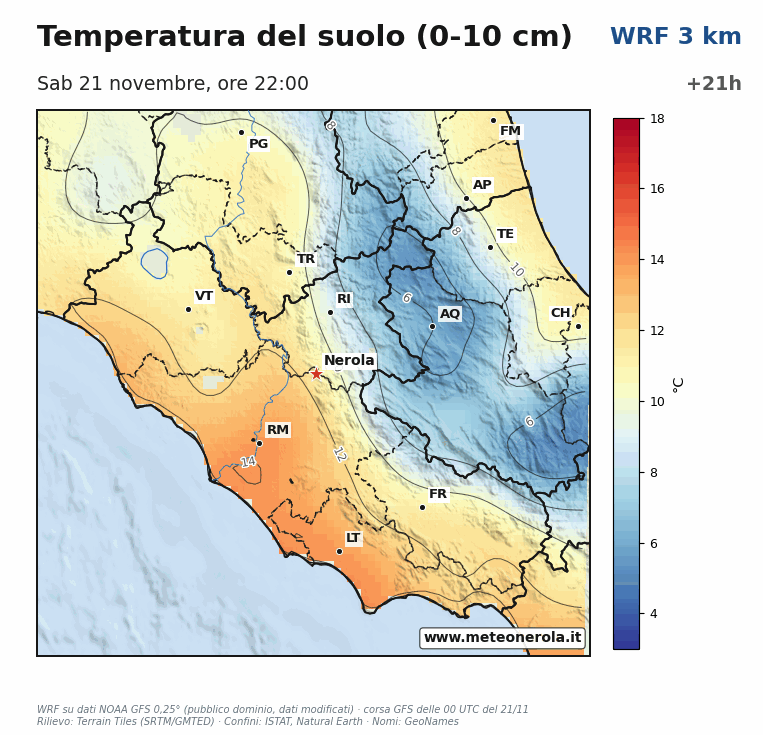 Temperatura del suolo (0-10 cm) WRF 3 km
Sab 21 novembre, ore 22:00 +21h
8
FM
PG
AP
8
TE
TR
10
6
VT
RI
AQ
CH
Nerola
6
RM
12
14
FR
LT
www.meteonerola.it
18
16
14
12
10
8
6
4
°C
WRF su dati NOAA GFS 0,25° (pubblico dominio, dati modificati) · corsa GFS delle 00 UTC del 21/11
Rilievo: Terrain Tiles (SRTM/GMTED) · Confini: ISTAT, Natural Earth · Nomi: GeoNames